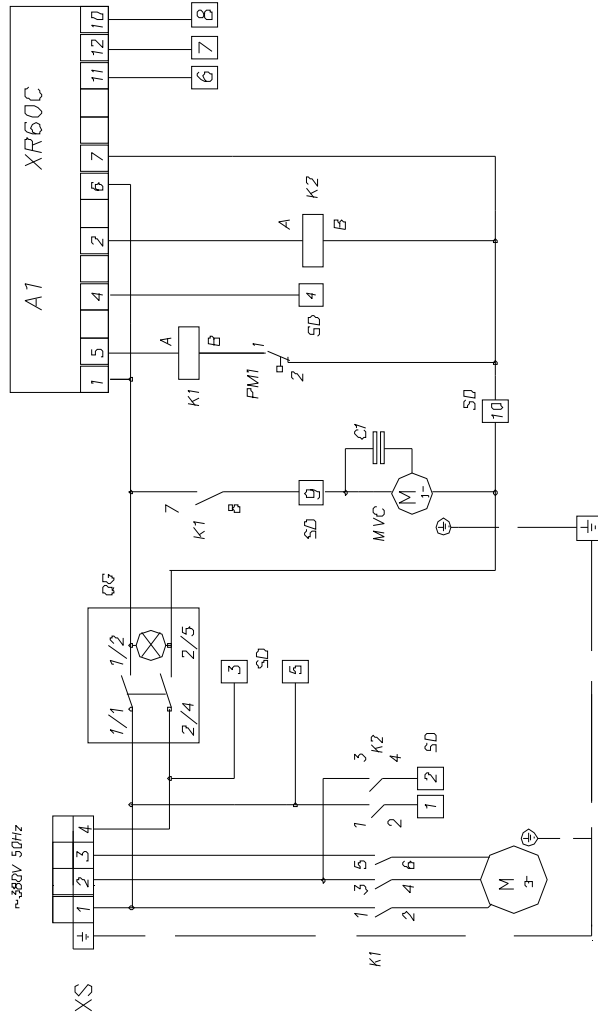 ~380V 50Hz
A1 XR60C
XS
1 2 3 4
1 5 4 2 6 7 11 12 10
QG
1/1 1/2
2/4 2/5
7
K1
A
B
K1
6 7 8
3
SD
5
PM1
1
2
SD
9
SD
4
A
B
K2
C1
MVC
M
1~
1 3 5
2 4 6
K1
1 3
2 4
K2
1 2
SD
SD
10
M
3~